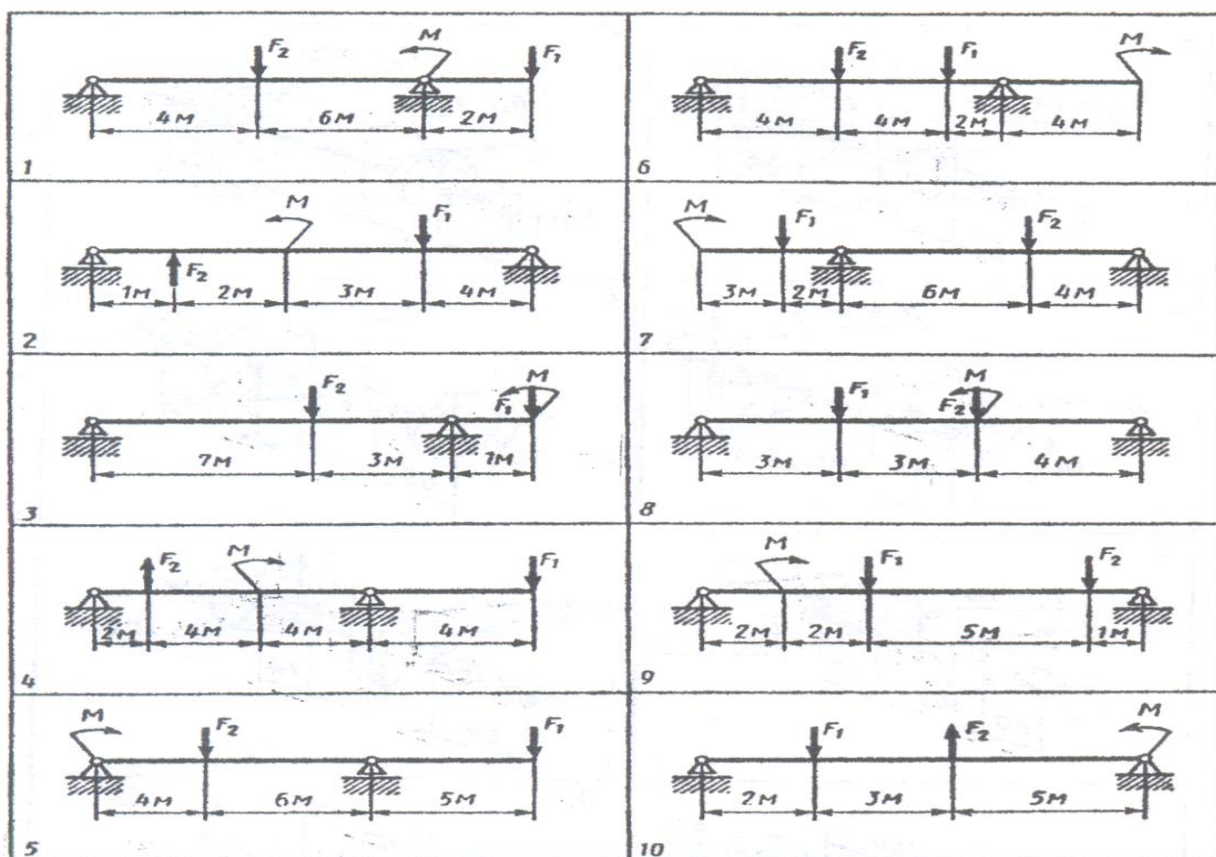 F₂ M F₁
4м 6м 2м
1
M F₁
F₂
1м 2м 3м 4м
2
F₂ F₁ M
7м 3м 1м
3
F₂ M F₁
2м 4м 4м 4м
4
M F₂ F₁
4м 6м 5м
5
F₂ F₁ M
4м 4м 2м 4м
6
M F₁ F₂
3м 2м 6м 4м
7
F₁ F₂ M
3м 3м 4м
8
M F₁ F₂
2м 2м 5м 1м
9
F₁ F₂ M
2м 3м 5м
10